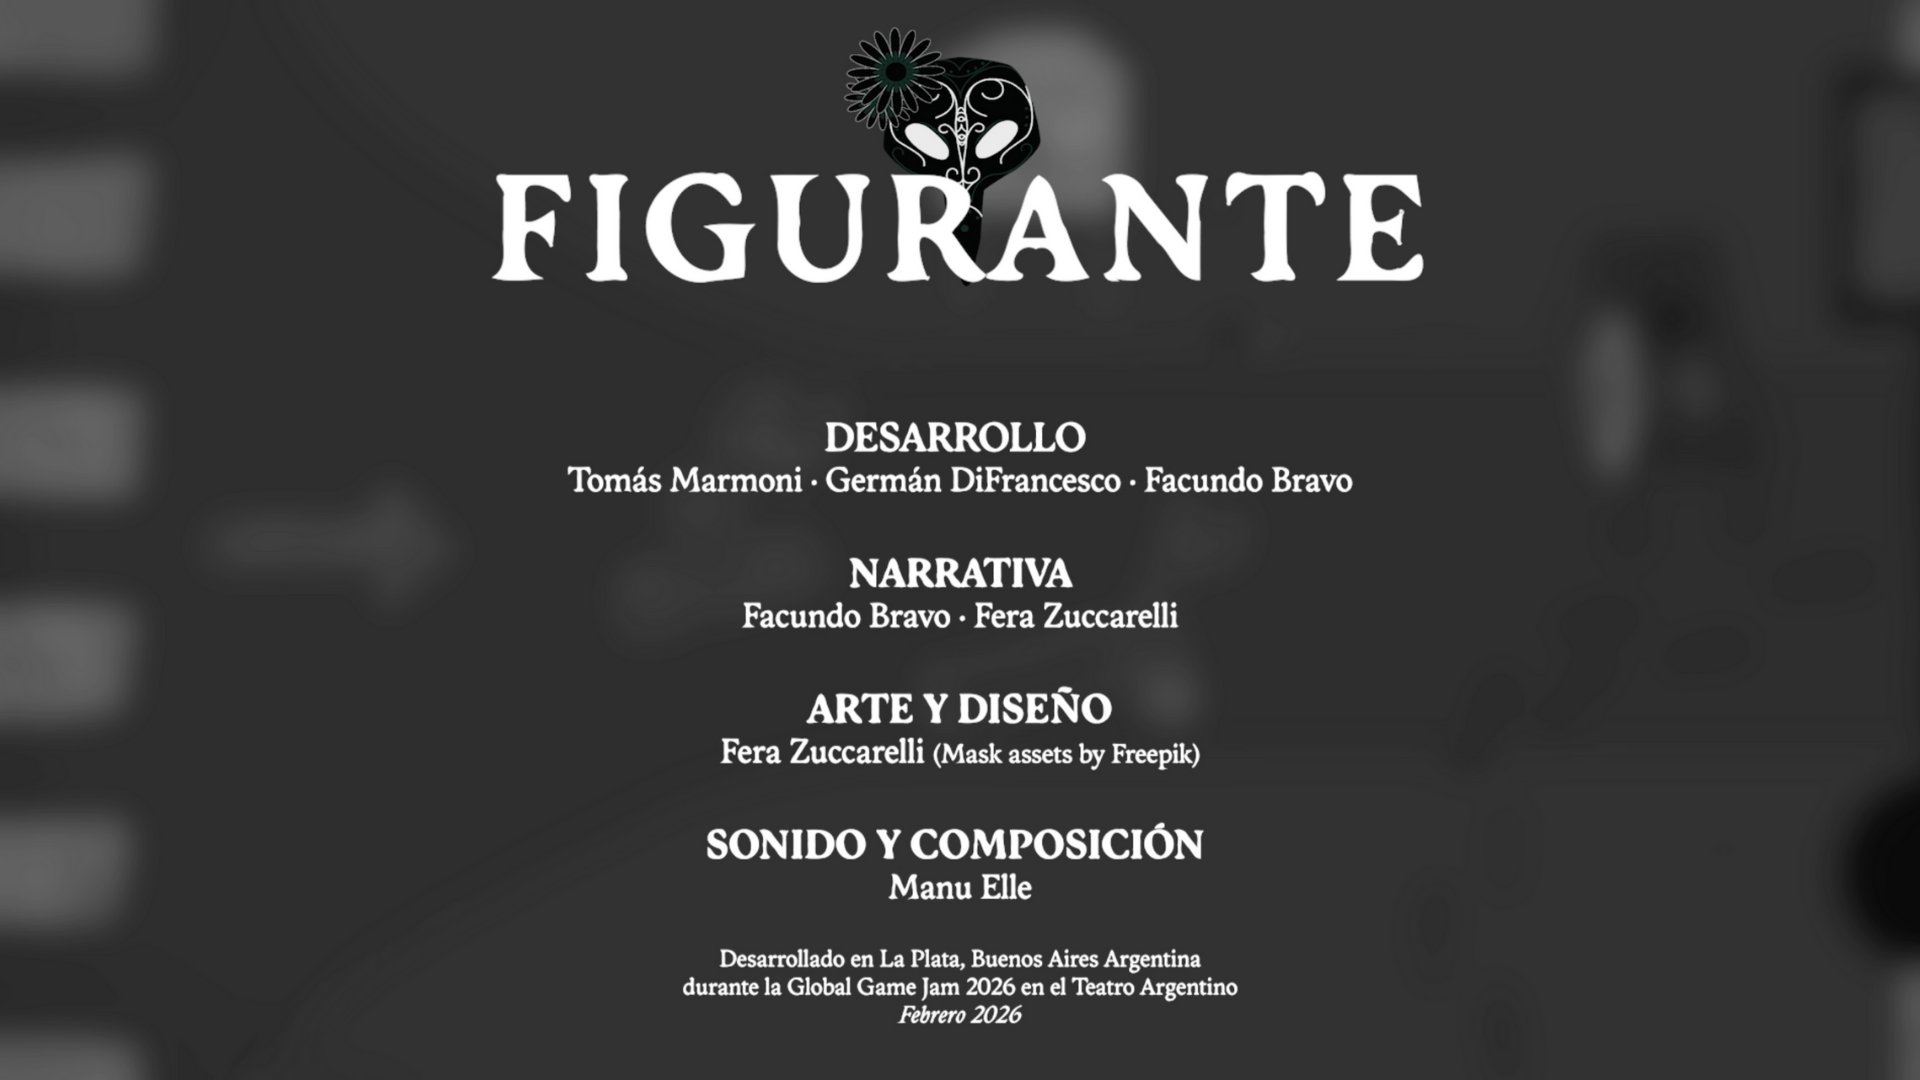 FIGURANTE
DESARROLLO
Tomás Marmoni · Germán DiFrancesco · Facundo Bravo
NARRATIVA
Facundo Bravo · Fera Zuccarelli
ARTE Y DISEÑO
Fera Zuccarelli (Mask assets by Freepik)
SONIDO Y COMPOSICIÓN
Manu Elle
Desarrollado en La Plata, Buenos Aires Argentina
durante la Global Game Jam 2026 en el Teatro Argentino
Febrero 2026